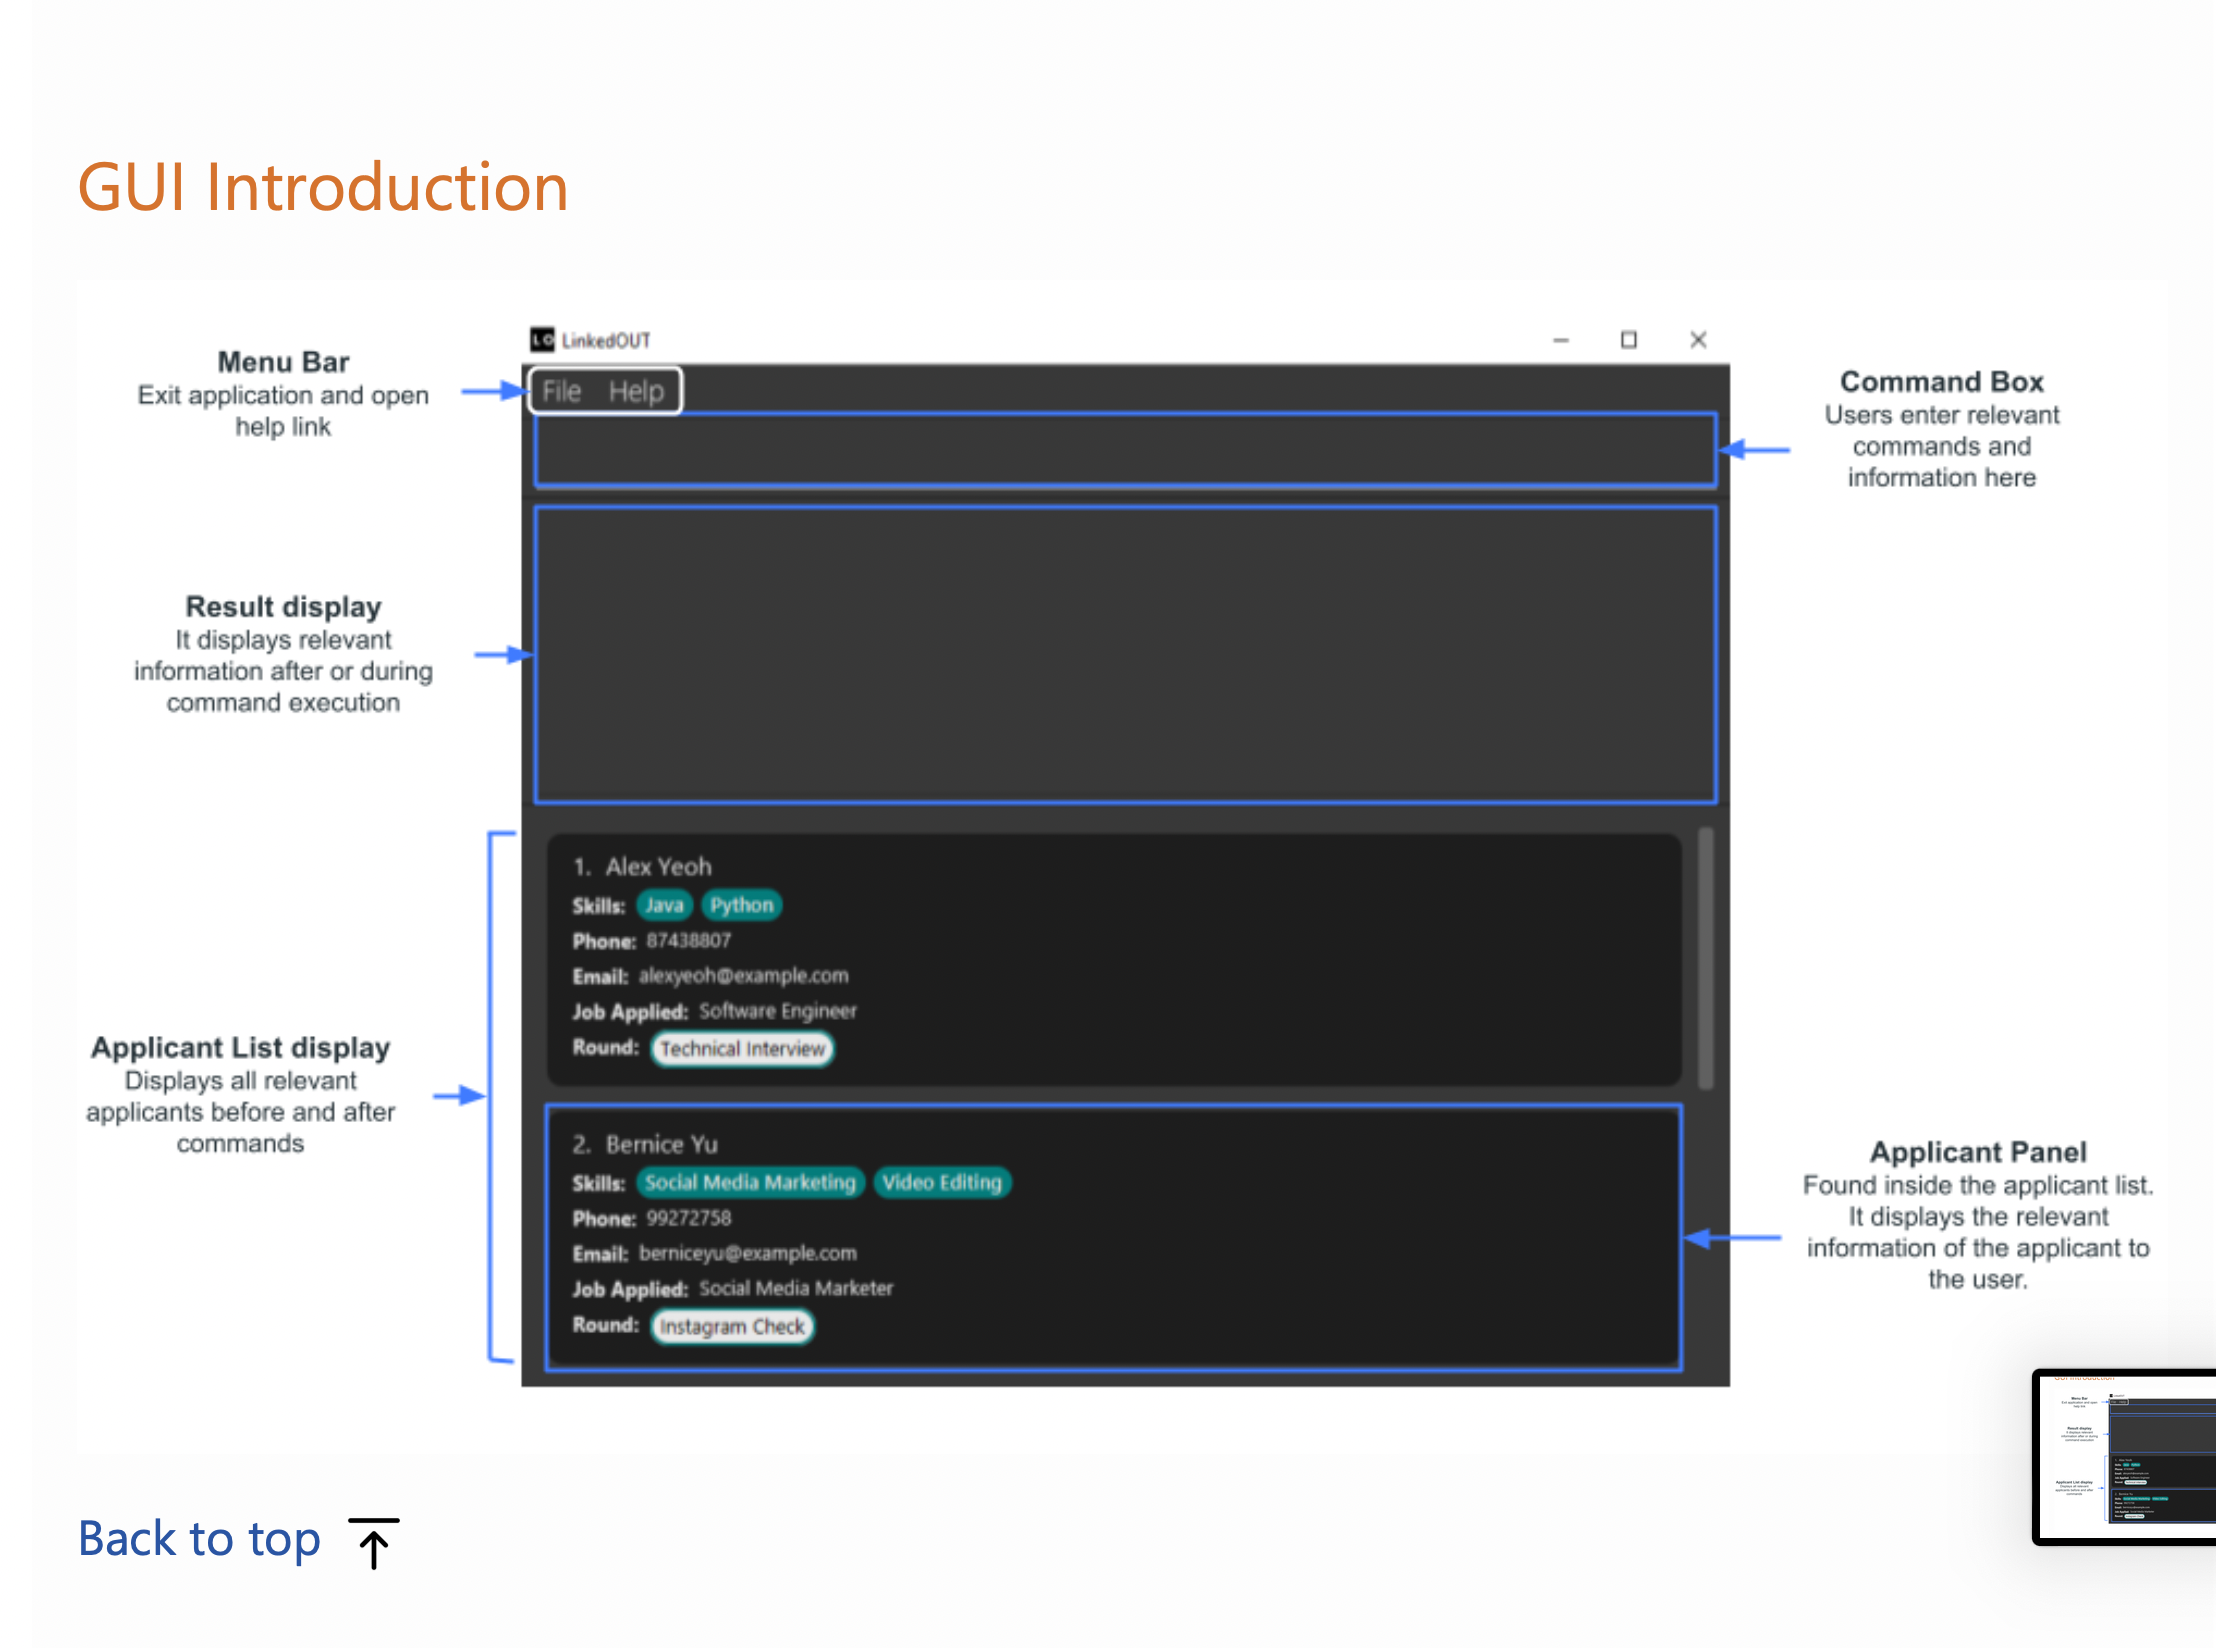 GUI Introduction
LO LinkedOUT
File Help
Menu Bar
Exit application and open
help link
Command Box
Users enter relevant
commands and
information here
Result display
It displays relevant
information after or during
command execution
Applicant List display
Displays all relevant
applicants before and after
commands
1. Alex Yeoh
Skills: Java Python
Phone: 87438807
Email: alexyeoh@example.com
Job Applied: Software Engineer
Round: Technical Interview
2. Bernice Yu
Skills: Social Media Marketing Video Editing
Phone: 99272758
Email: berniceyu@example.com
Job Applied: Social Media Marketer
Round: Instagram Check
Applicant Panel
Found inside the applicant list.
It displays the relevant
information of the applicant to
the user.
Back to top